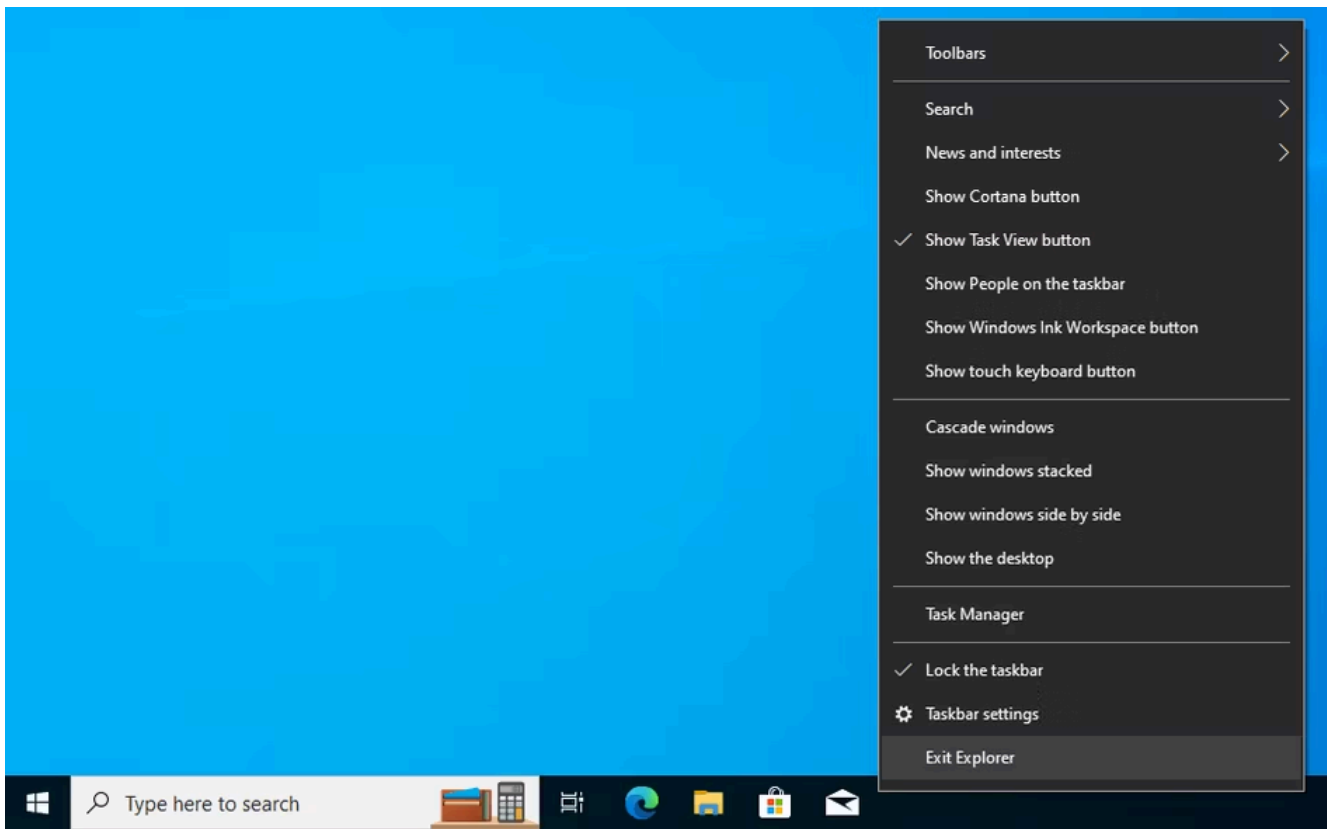 Toolbars
Search
News and interests
Show Cortana button
Show Task View button
Show People on the taskbar
Show Windows Ink Workspace button
Show touch keyboard button
Cascade windows
Show windows stacked
Show windows side by side
Show the desktop
Task Manager
Lock the taskbar
Taskbar settings
Exit Explorer
Type here to search